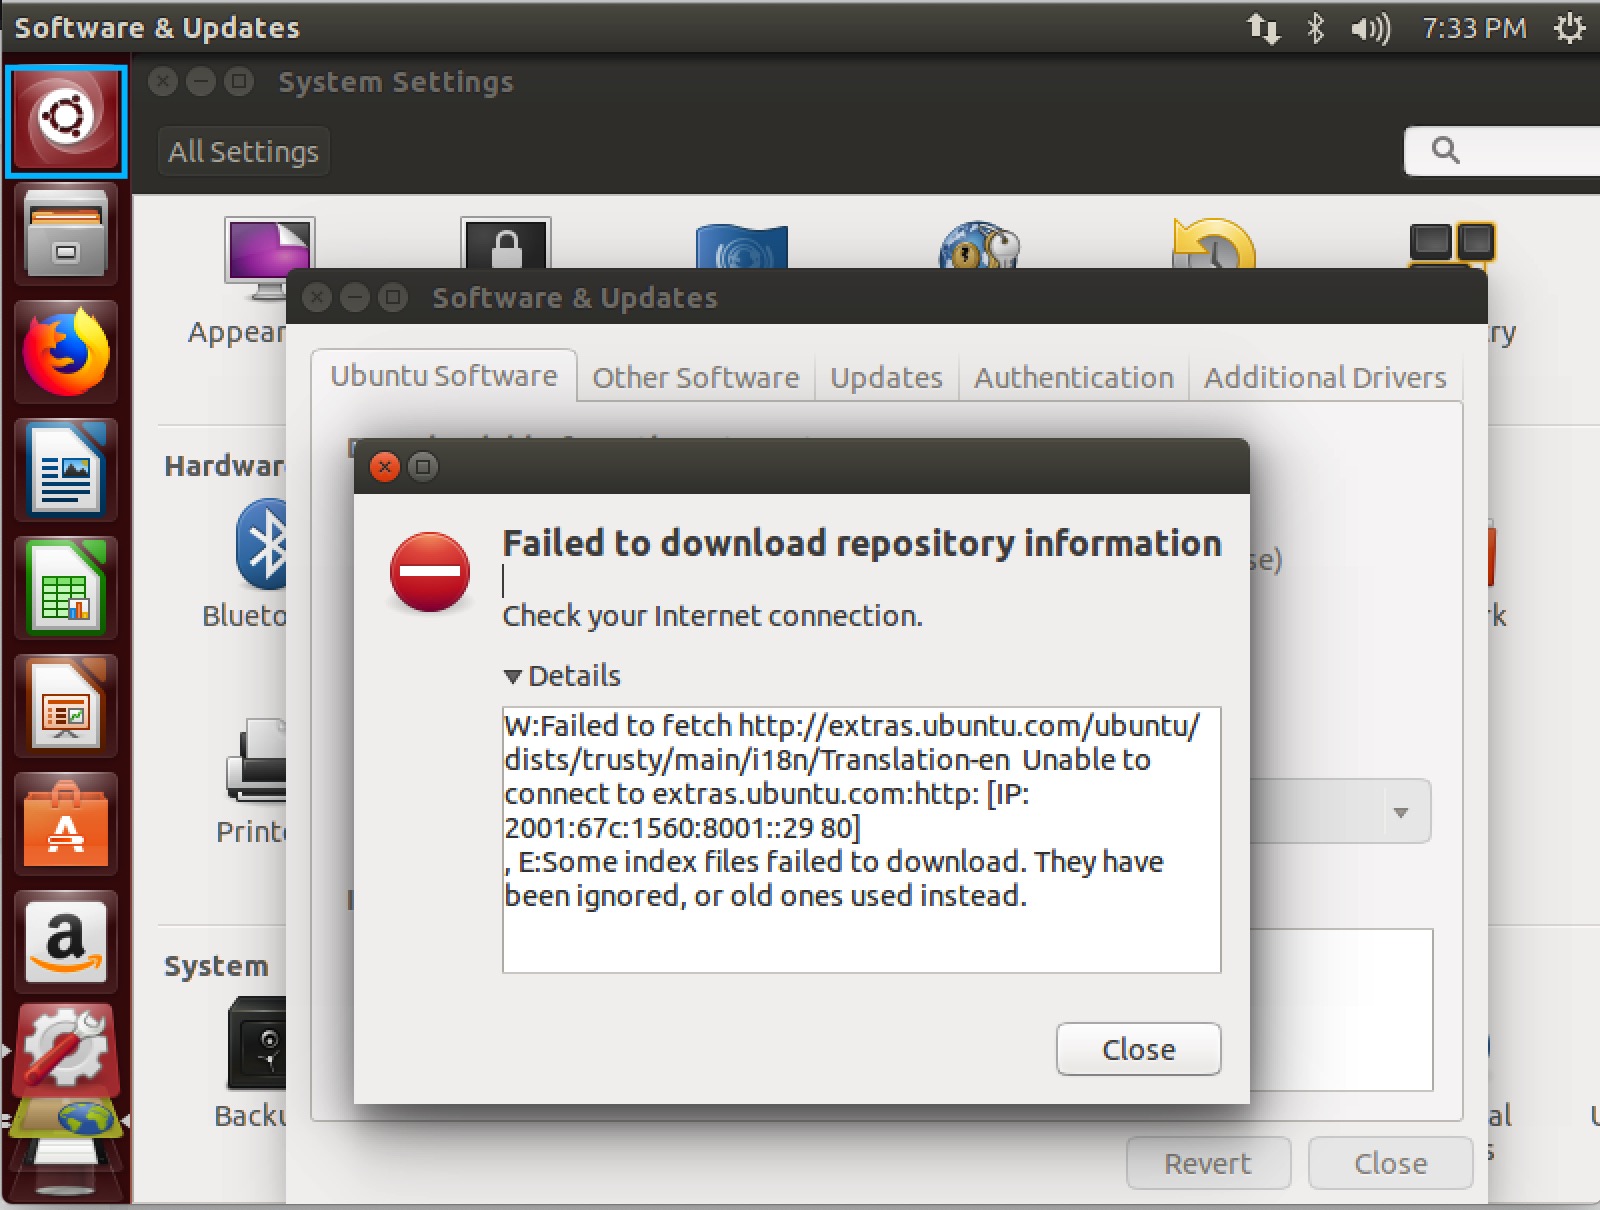 Software & Updates
7:33 PM
System Settings
All Settings
Appear
ry
Software & Updates
Ubuntu Software
Other Software
Updates
Authentication
Additional Drivers
Hardwar
Failed to download repository information
se)
Check your Internet connection.
Blueto
rk
Details
W:Failed to fetch http://extras.ubuntu.com/ubuntu/
dists/trusty/main/i18n/Translation-en Unable to
connect to extras.ubuntu.com:http: [IP:
2001:67c:1560:8001::29 80]
, E:Some index files failed to download. They have
been ignored, or old ones used instead.
Printe
System
Close
Backu
al
s
Revert
Close